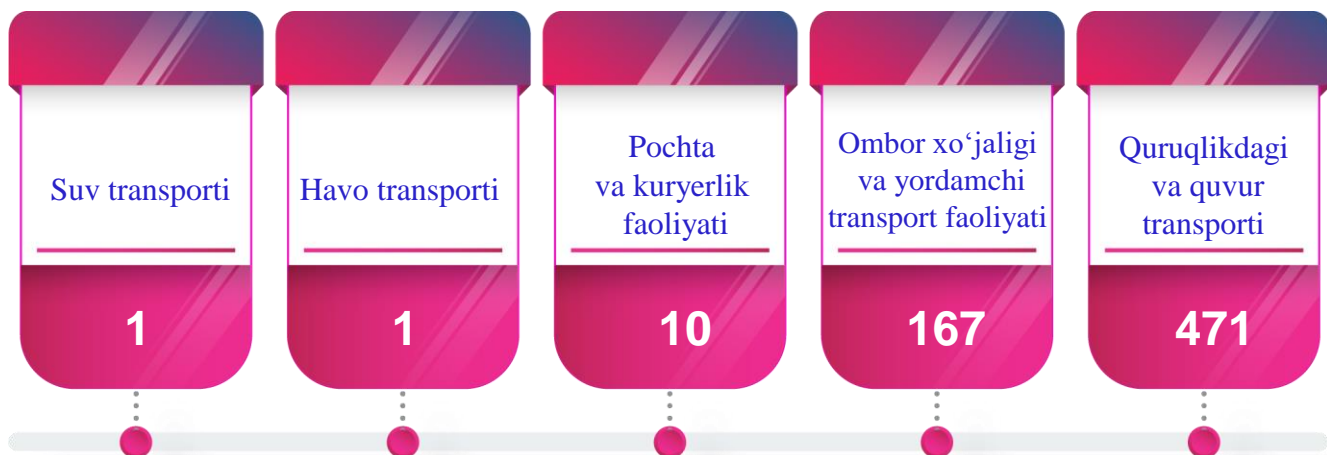 Suv transporti
1
Havo transporti
1
Pochta
va kuryerlik
faoliyati
10
Ombor xo‘jaligi
va yordamchi
transport faoliyati
167
Quruqlikdagi
va quvur
transporti
471